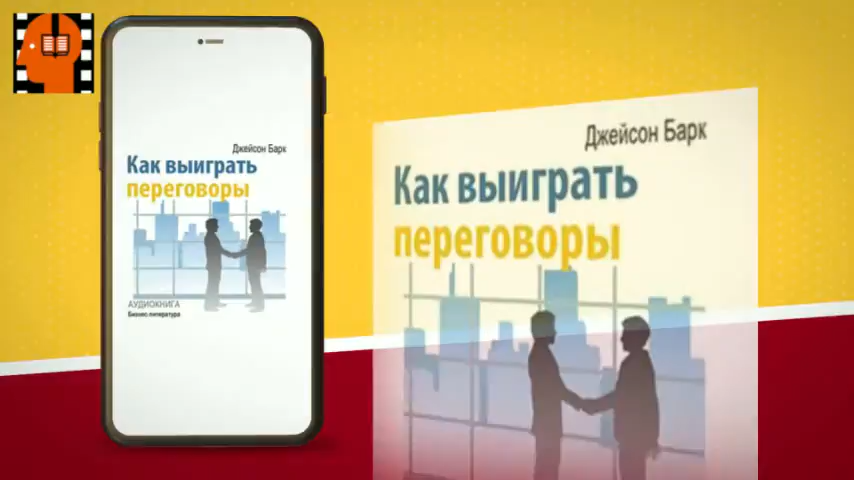 Джейсон Барк
Как выиграть
переговоры
АУДИОКНИГА
Бизнес литература
Джейсон Барк
Как выиграть
переговоры